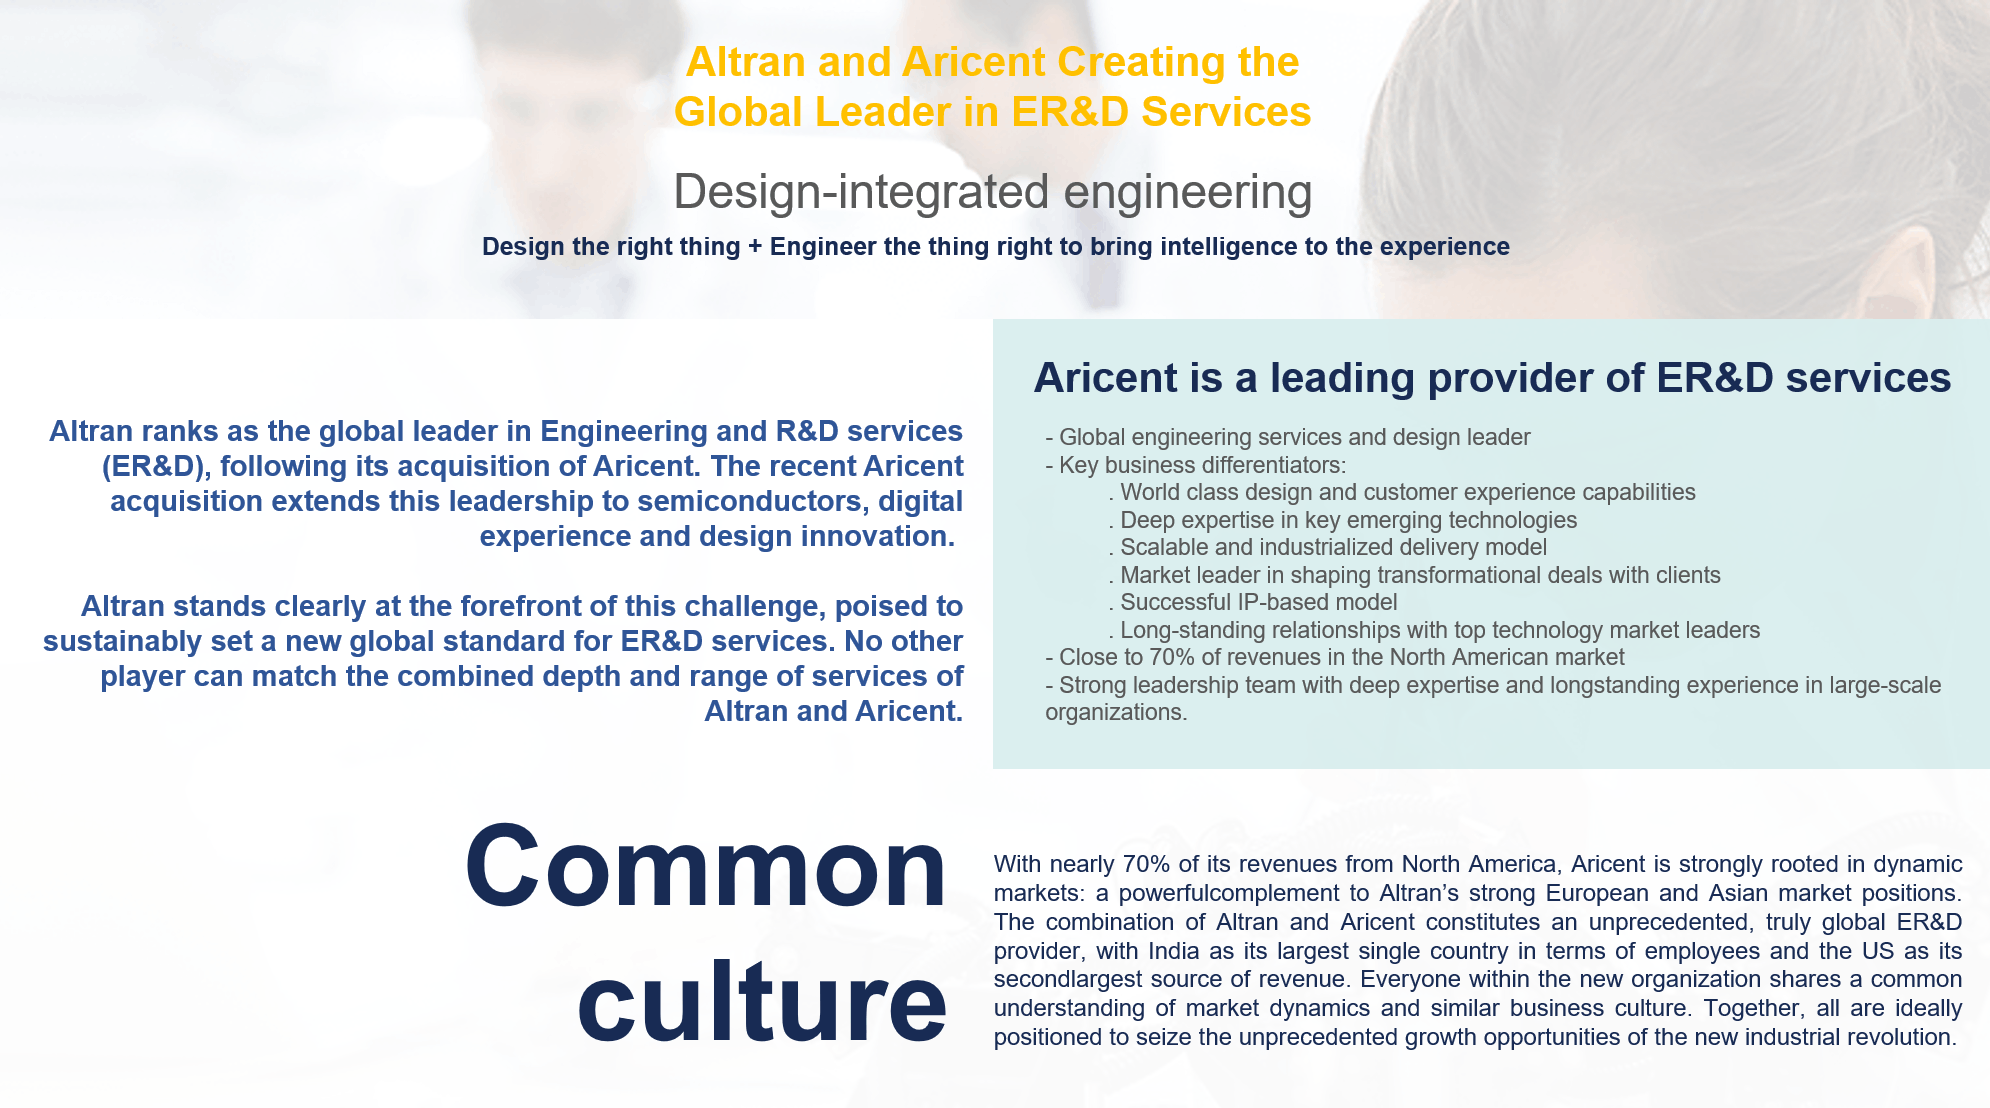 Altran and Aricent Creating the
Global Leader in ER&D Services
Design-integrated engineering
Design the right thing + Engineer the thing right to bring intelligence to the experience
Altran ranks as the global leader in Engineering and R&D services
(ER&D), following its acquisition of Aricent. The recent Aricent
acquisition extends this leadership to semiconductors, digital
experience and design innovation.
Altran stands clearly at the forefront of this challenge, poised to
sustainably set a new global standard for ER&D services. No other
player can match the combined depth and range of services of
Altran and Aricent.
Aricent is a leading provider of ER&D services
- Global engineering services and design leader
- Key business differentiators:
. World class design and customer experience capabilities
. Deep expertise in key emerging technologies
. Scalable and industrialized delivery model
. Market leader in shaping transformational deals with clients
. Successful IP-based model
. Long-standing relationships with top technology market leaders
- Close to 70% of revenues in the North American market
- Strong leadership team with deep expertise and longstanding experience in large-scale
organizations.
Common
culture
With nearly 70% of its revenues from North America, Aricent is strongly rooted in dynamic
markets: a powerfulcomplement to Altran’s strong European and Asian market positions.
The combination of Altran and Aricent constitutes an unprecedented, truly global ER&D
provider, with India as its largest single country in terms of employees and the US as its
secondlargest source of revenue. Everyone within the new organization shares a common
understanding of market dynamics and similar business culture. Together, all are ideally
positioned to seize the unprecedented growth opportunities of the new industrial revolution.